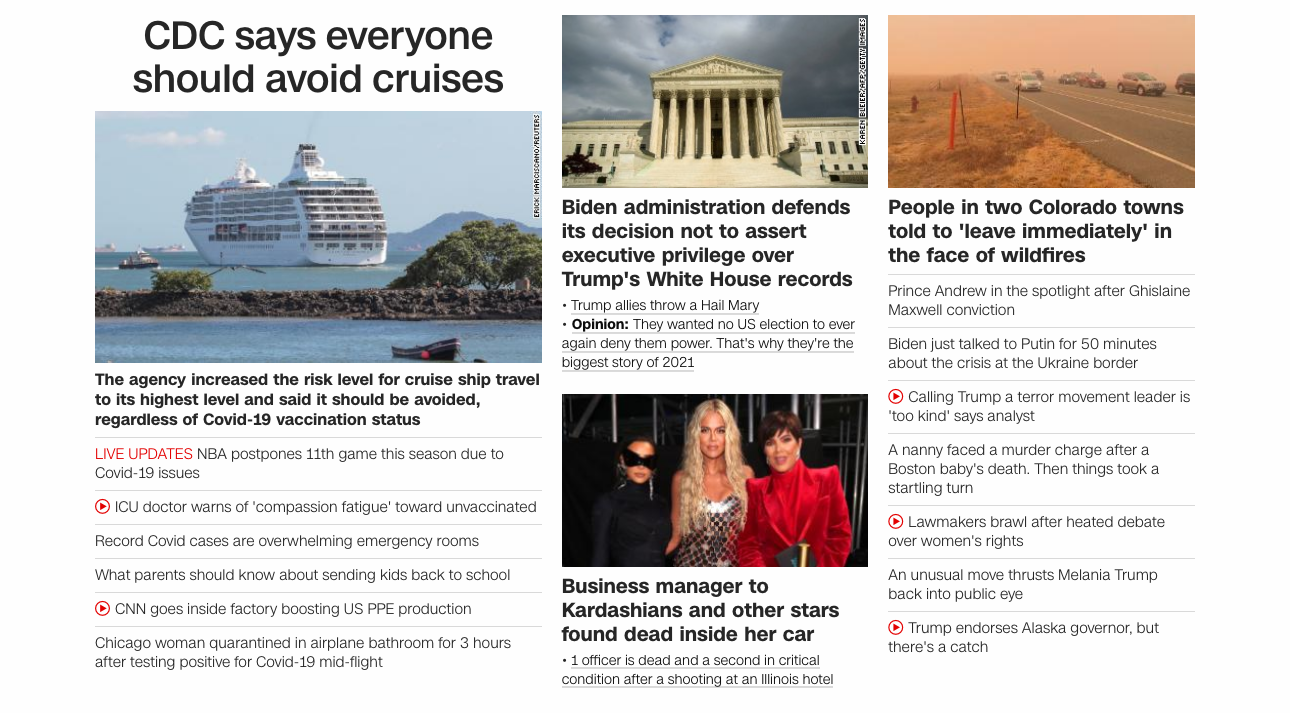 CDC says everyone
should avoid cruises
ERICK MARCISCANO/REUTERS
The agency increased the risk level for cruise ship travel
to its highest level and said it should be avoided,
regardless of Covid-19 vaccination status
LIVE UPDATES NBA postpones 11th game this season due to
Covid-19 issues
ICU doctor warns of 'compassion fatigue' toward unvaccinated
Record Covid cases are overwhelming emergency rooms
What parents should know about sending kids back to school
CNN goes inside factory boosting US PPE production
Chicago woman quarantined in airplane bathroom for 3 hours
after testing positive for Covid-19 mid-flight
KAREN BLEIER/AFP/GETTY IMAGES
Biden administration defends
its decision not to assert
executive privilege over
Trump's White House records
• Trump allies throw a Hail Mary
• Opinion: They wanted no US election to ever
again deny them power. That's why they're the
biggest story of 2021
Business manager to
Kardashians and other stars
found dead inside her car
• 1 officer is dead and a second in critical
condition after a shooting at an Illinois hotel
People in two Colorado towns
told to 'leave immediately' in
the face of wildfires
Prince Andrew in the spotlight after Ghislaine
Maxwell conviction
Biden just talked to Putin for 50 minutes
about the crisis at the Ukraine border
Calling Trump a terror movement leader is
'too kind' says analyst
A nanny faced a murder charge after a
Boston baby's death. Then things took a
startling turn
Lawmakers brawl after heated debate
over women's rights
An unusual move thrusts Melania Trump
back into public eye
Trump endorses Alaska governor, but
there's a catch